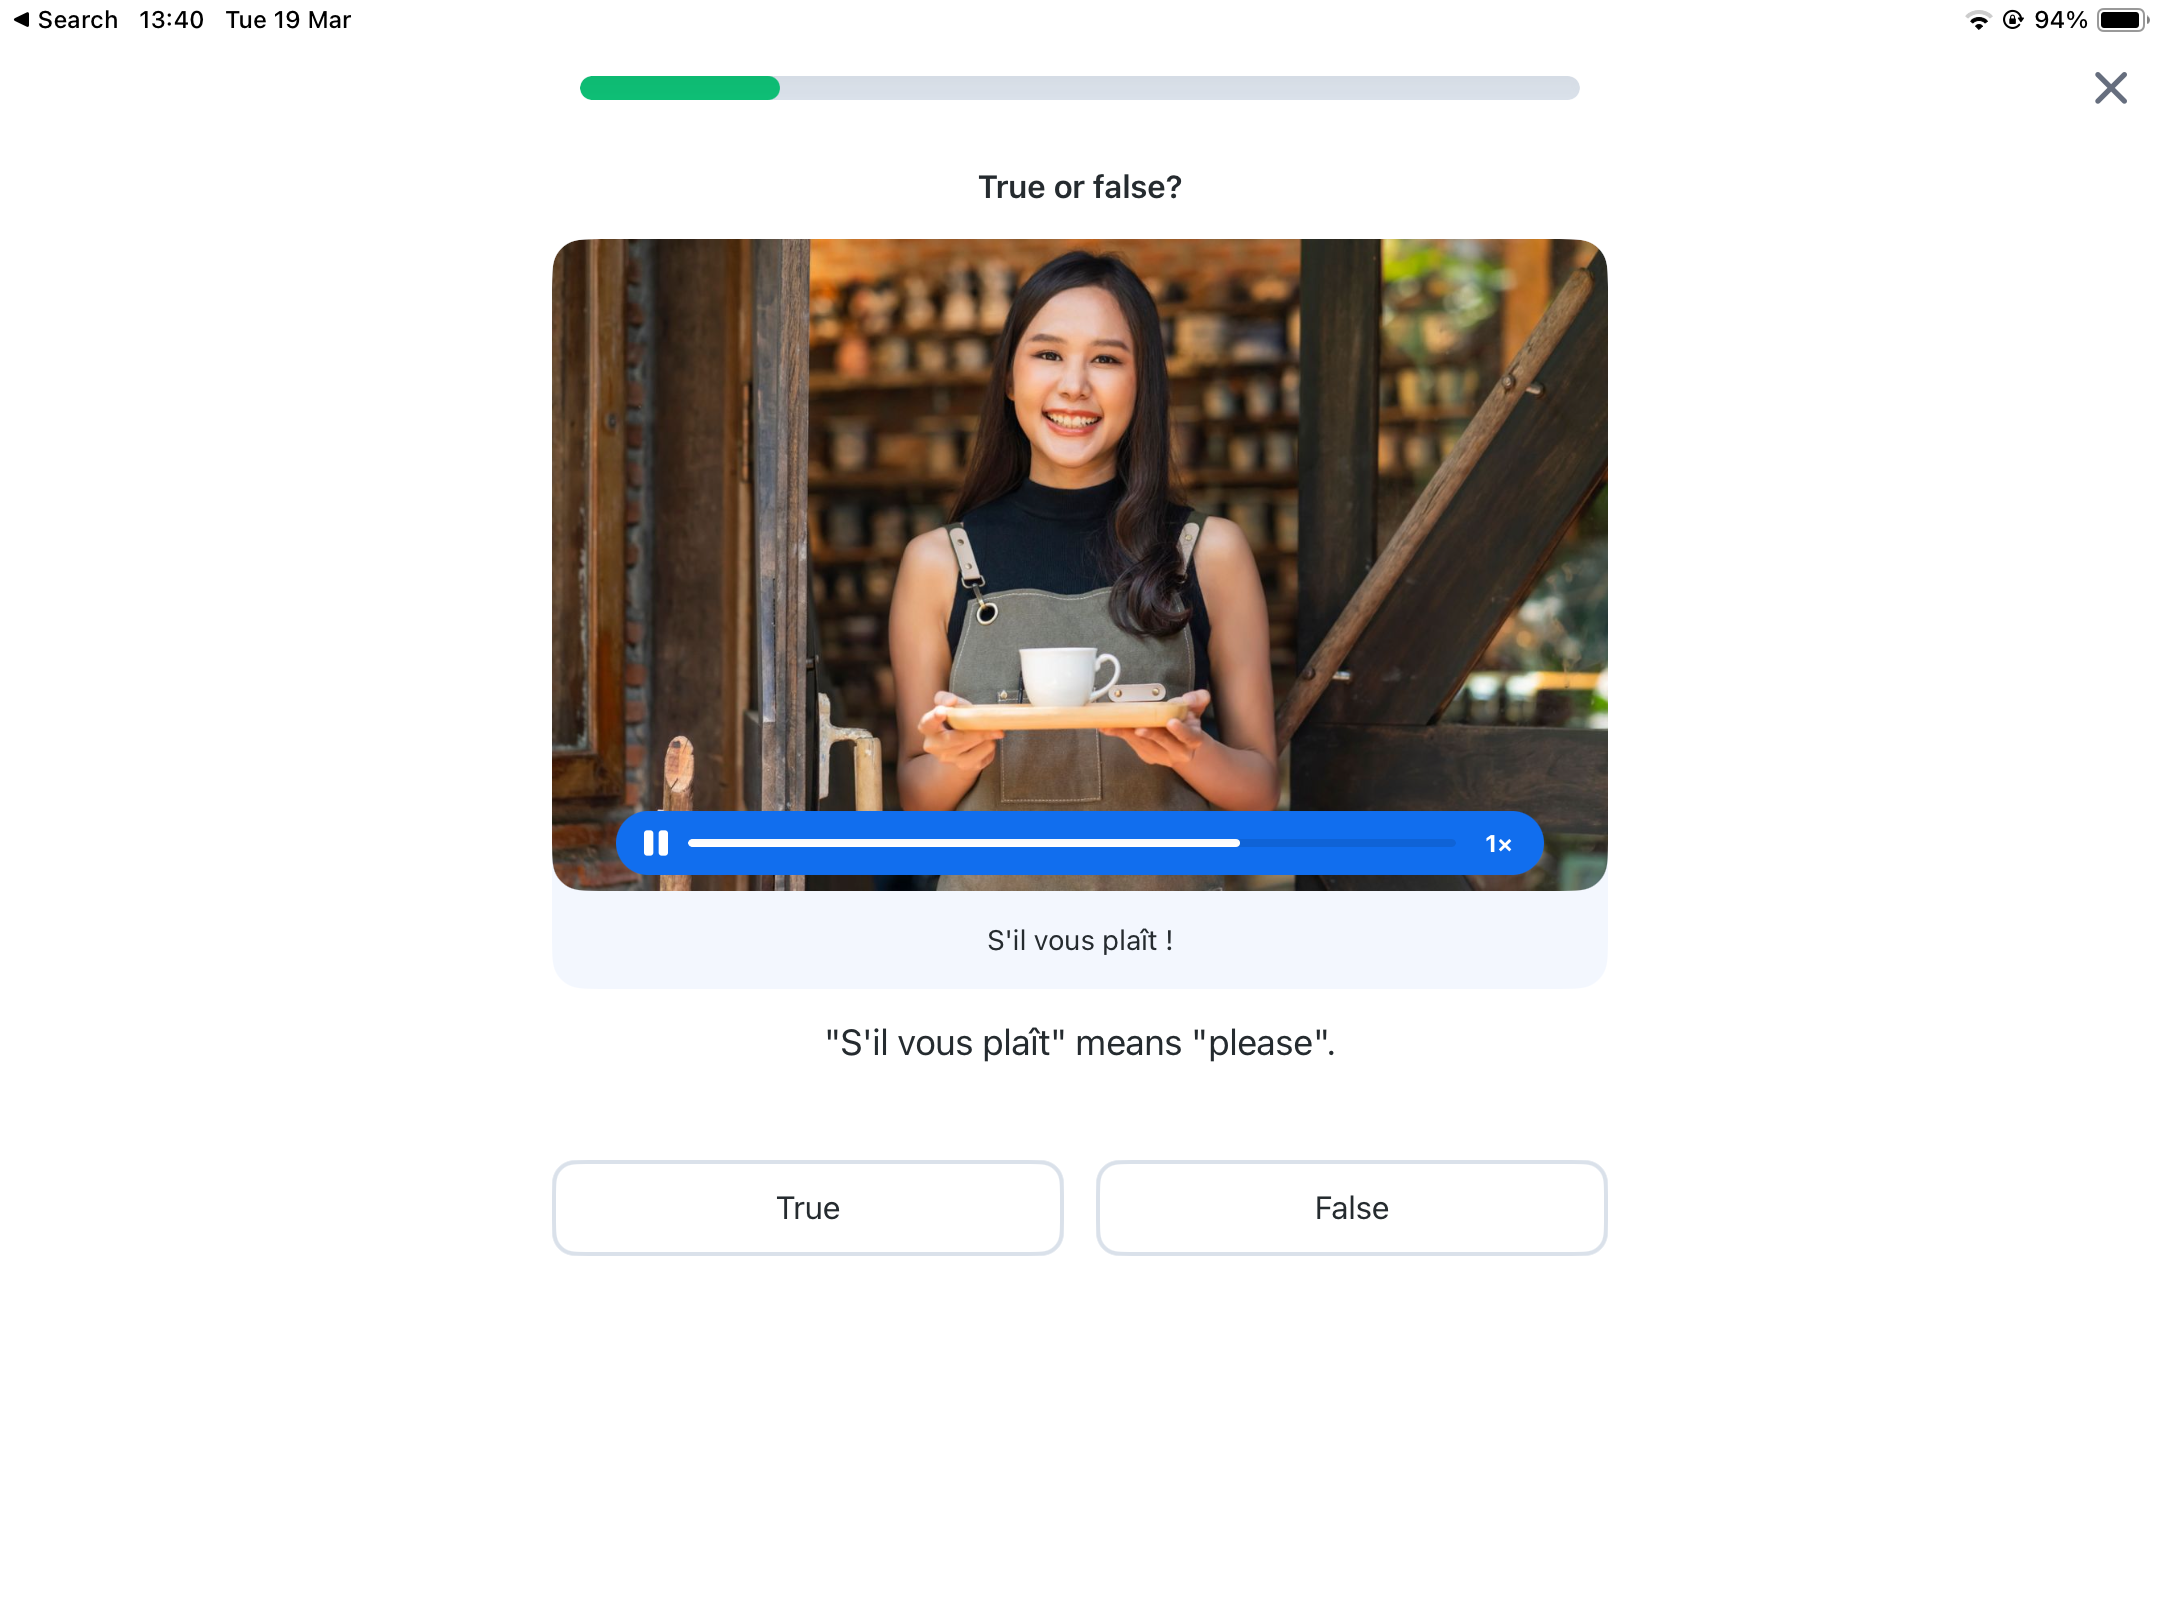 Search 13:40 Tue 19 Mar 94%
True or false?
1×
S'il vous plaît !
"S'il vous plaît" means "please".
True False